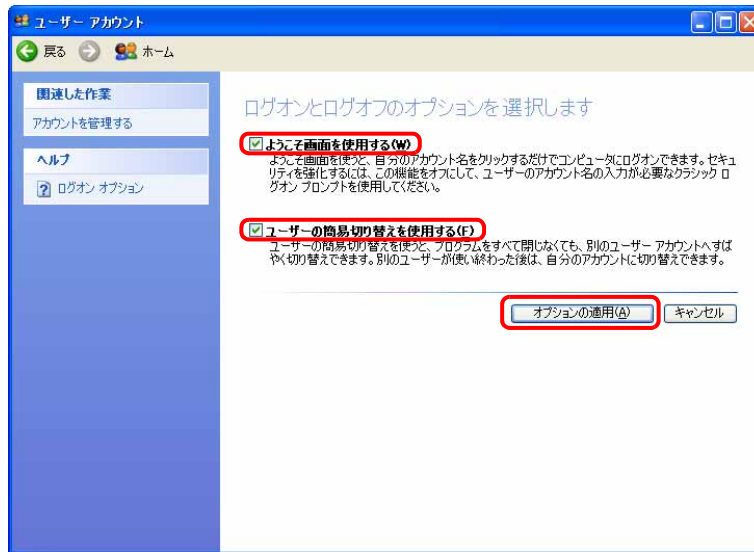 ユーザー アカウント
戻る
ホーム
関連した作業
アカウントを管理する
ヘルプ
ログオン オプション
ログオンとログオフのオプションを選択します
ようこそ画面を使用する(W)
ようこそ画面を使うと、自分のアカウント名をクリックするだけでコンピュータにログオンできます。セキュ
リティを強化するには、この機能をオフにして、ユーザーのアカウント名の入力が必要なクラシック ロ
グオン プロンプトを使用してください。
ユーザーの簡易切り替えを使用する(F)
ユーザーの簡易切り替えを使うと、プログラムをすべて閉じなくても、別のユーザー アカウントへすば
やく切り替えできます。別のユーザーが使い終わった後は、自分のアカウントに切り替えできます。
オプションの適用(A)
キャンセル